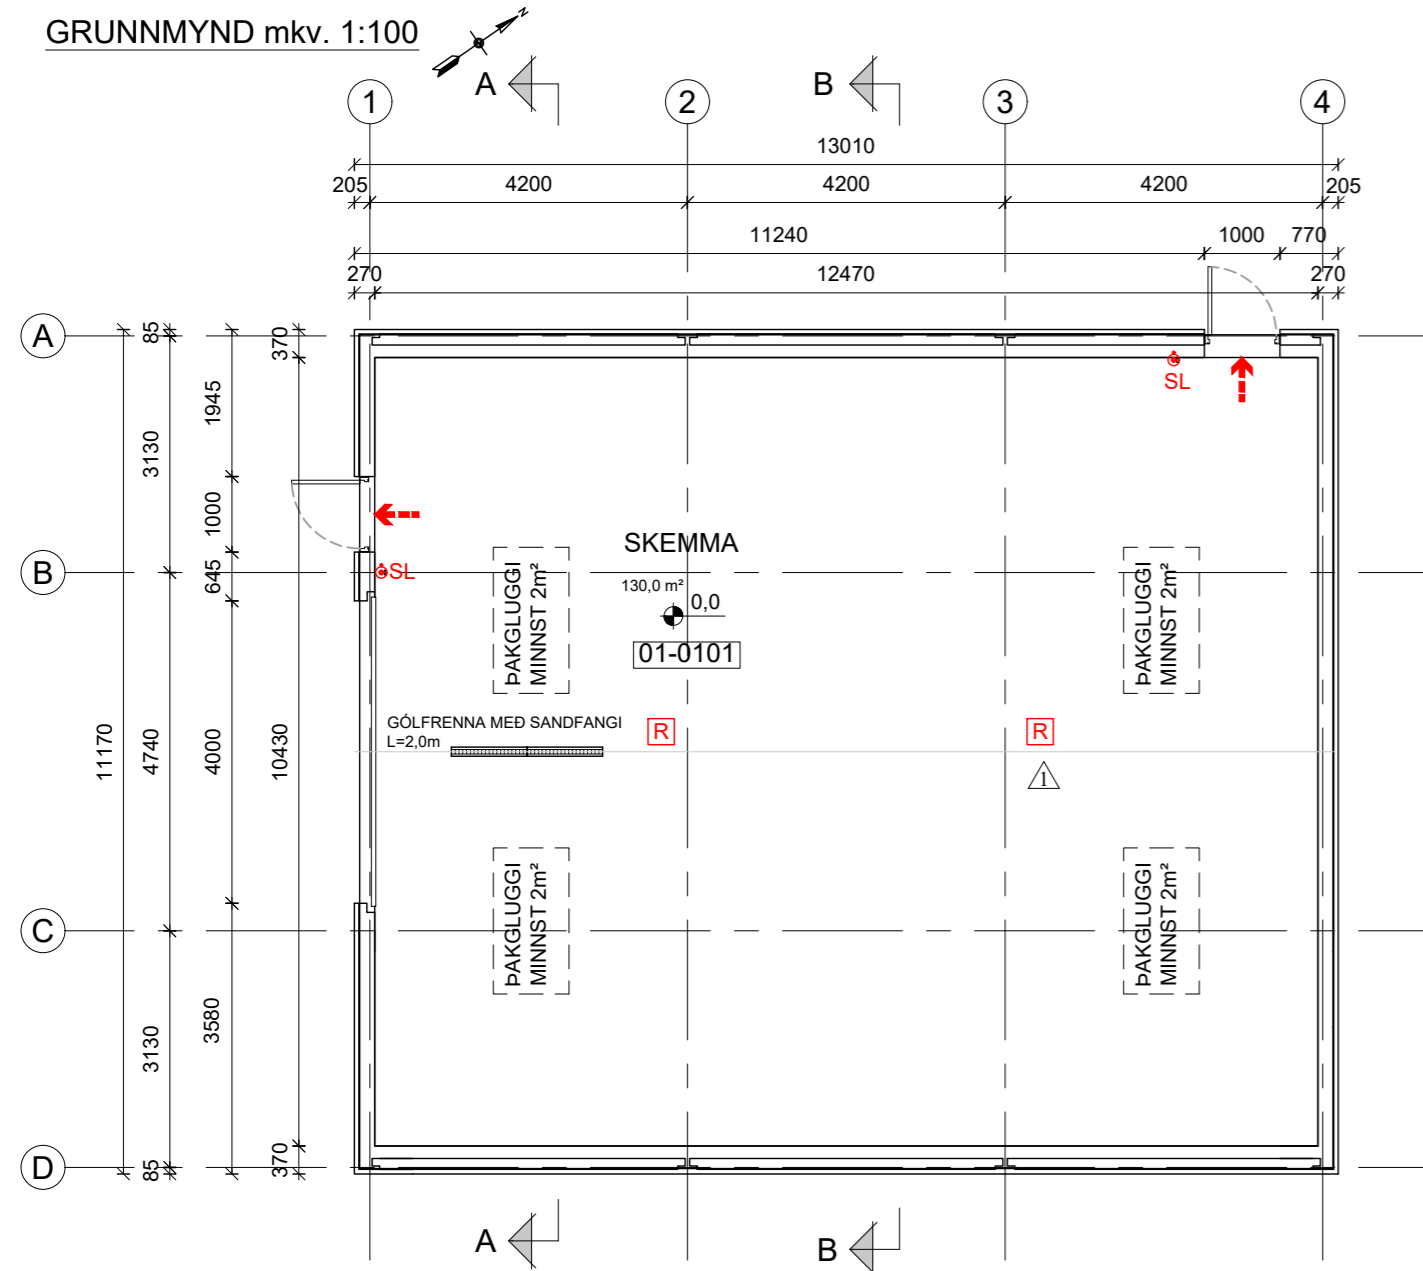 GRUNNMYND mkv. 1:100
N
A
B
1
2
3
4
13010
205
4200
4200
4200
205
11240
1000
770
270
12470
270
A
B
C
D
11170
85
3130
4740
3130
85
1945
1000
645
4000
3580
370
10430
370
SL
SL
SKEMMA
130,0 m²
0,0
01-0101
ÞAKGLUGGI
MINNST 2m²
ÞAKGLUGGI
MINNST 2m²
GÓLFRENNA MEÐ SANDFANGI
L=2,0m
R
R
1
ÞAKGLUGGI
MINNST 2m²
ÞAKGLUGGI
MINNST 2m²
A
B